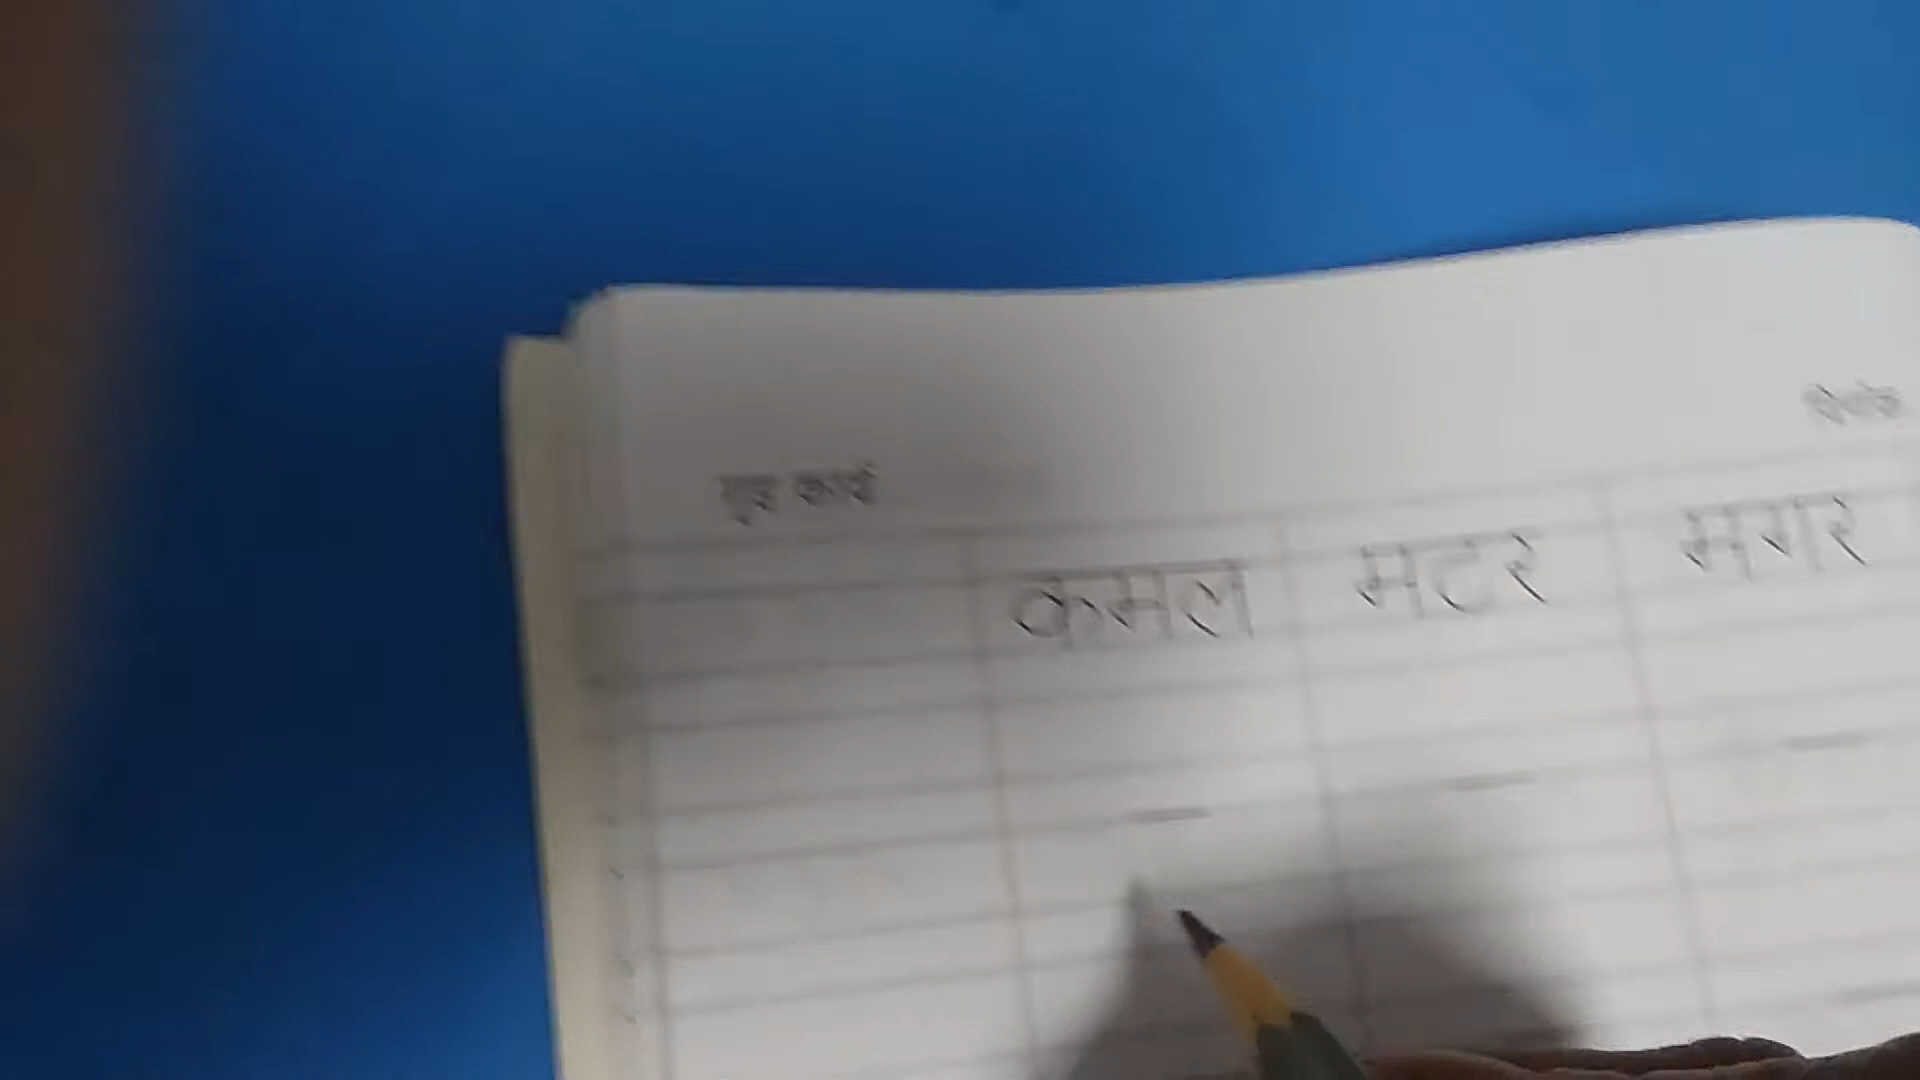 गृह कार्य
कमल मटर मगर